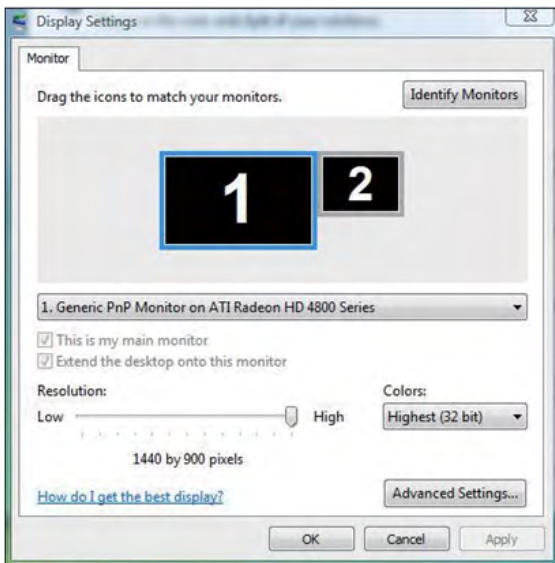 Display Settings
Monitor
Drag the icons to match your monitors.
Identify Monitors
1
2
1. Generic PnP Monitor on ATI Radeon HD 4800 Series
This is my main monitor
Extend the desktop onto this monitor
Resolution:
Colors:
Low
High
Highest (32 bit)
1440 by 900 pixels
How do I get the best display?
Advanced Settings...
OK
Cancel
Apply